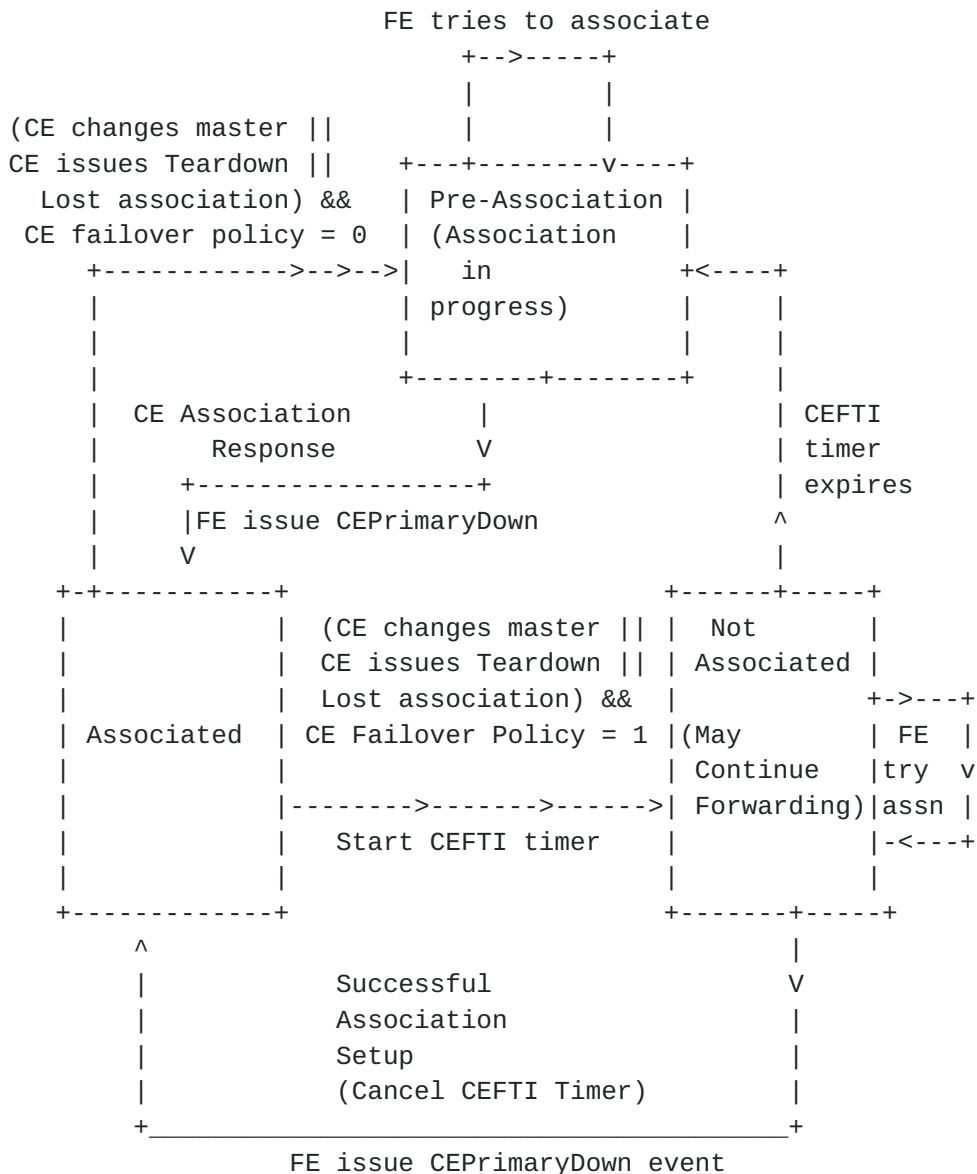 FE tries to associate
(CE changes master ||
CE issues Teardown ||
Lost association) && | Pre-Association |
CE failover policy = 0 | (Association |
in
progress)
CE Association | CEFTI
Response V | timer
expires
|FE issue CEPrimaryDown ^
V
(CE changes master || | Not
CE issues Teardown || | Associated |
Lost association) &&
Associated | CE Failover Policy = 1 |(May | FE |
Continue |try v
Forwarding)|assn |
Start CEFTI timer
Successful V
Association
Setup
(Cancel CEFTI Timer)
FE issue CEPrimaryDown event